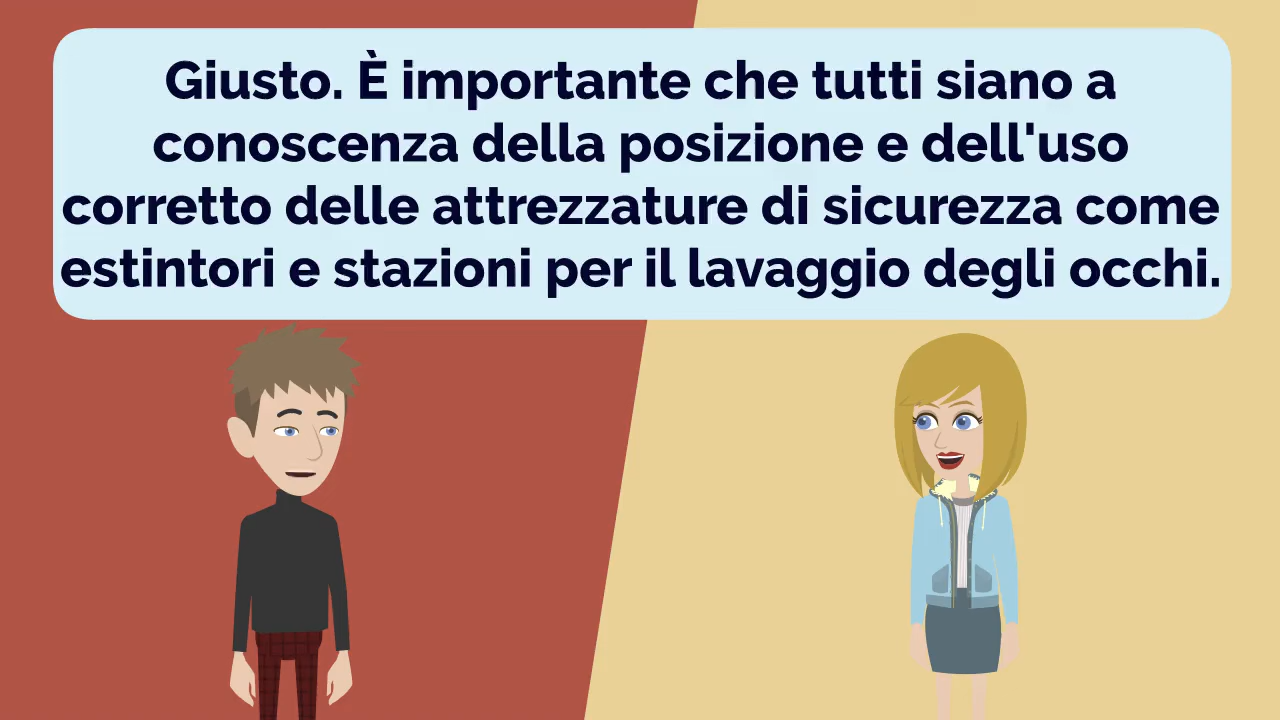 Giusto. È importante che tutti siano a
conoscenza della posizione e dell'uso
corretto delle attrezzature di sicurezza come
estintori e stazioni per il lavaggio degli occhi.